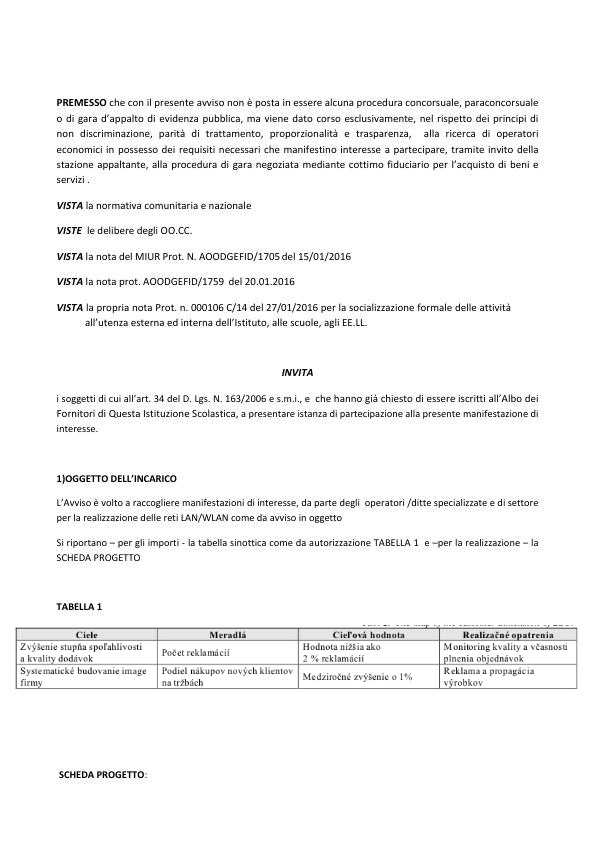 PREMESSO che con il presente avviso non è posta in essere alcuna procedura concorsuale, paraconcorsuale
o di gara d'appalto di evidenza pubblica, ma viene dato corso esclusivamente, nel rispetto dei principi di
non discriminazione, parità di trattamento, proporzionalità e trasparenza, alla ricerca di operatori
economici in possesso dei requisiti necessari che manifestino interesse a partecipare, tramite invito della
stazione appaltante, alla procedura di gara negoziata mediante cottimo fiduciario per l'acquisto di beni e
servizi .
VISTA la normativa comunitaria e nazionale
VISTE le delibere degli OO.CC.
VISTA la nota del MIUR Prot. N. AOODGEFID/1705 del 15/01/2016
VISTA la nota prot. AOODGEFID/1759 del 20.01.2016
VISTA la propria nota Prot. n. 000106 C/14 del 27/01/2016 per la socializzazione formale delle attività
all'utenza esterna ed interna dell'Istituto, alle scuole, agli EE.LL.
INVITA
i soggetti di cui all'art. 34 del D. Lgs. N. 163/2006 e s.m.i., e che hanno già chiesto di essere iscritti all'Albo dei
Fornitori di Questa Istituzione Scolastica, a presentare istanza di partecipazione alla presente manifestazione di
interesse.
1)OGGETTO DELL'INCARICO
L'Avviso è volto a raccogliere manifestazioni di interesse, da parte degli operatori /ditte specializzate e di settore
per la realizzazione delle reti LAN/WLAN come da avviso in oggetto
Si riportano – per gli importi - la tabella sinottica come da autorizzazione TABELLA 1 e –per la realizzazione – la
SCHEDA PROGETTO
TABELLA 1
Ciele Meradlá Cieľová hodnota Realizačné opatrenia
Zvýšenie stupňa spoľahlivosti
a kvality dodávok
Počet reklamácií
Hodnota nižšia ako
2 % reklamácií
Monitoring kvality a včasnosti
plnenia objednávok
Systematické budovanie image
firmy
Podiel nákupov nových klientov
na tržbách
Medziročné zvýšenie o 1%
Reklama a propagácia
výrobkov
SCHEDA PROGETTO: